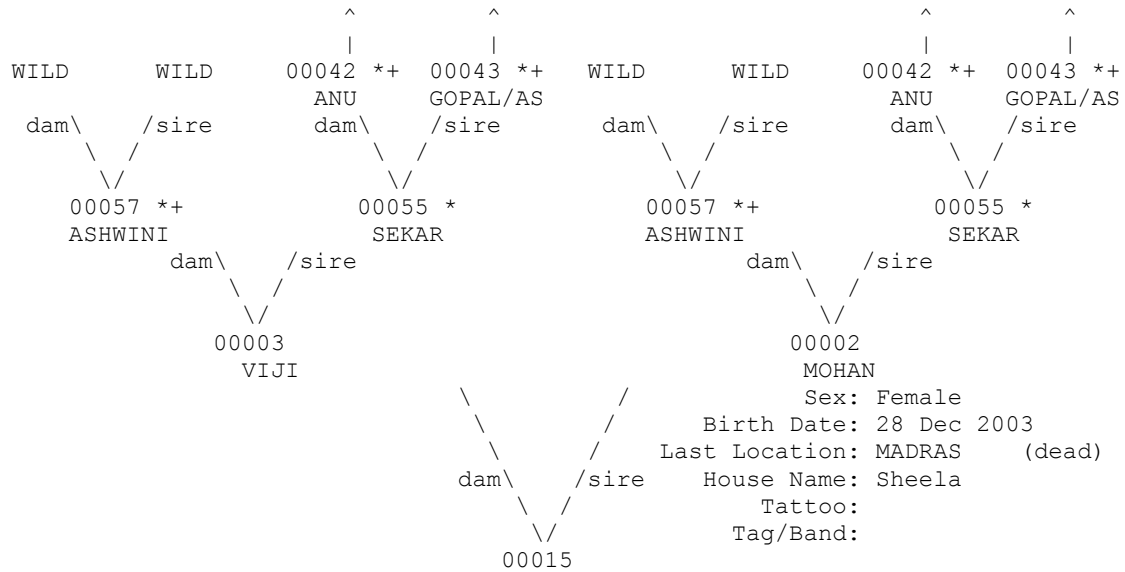 ^         ^                             ^         ^
                       |         |                             |         |
WILD      WILD     00042 *+  00043 *+   WILD      WILD     00042 *+  00043 *+
                     ANU     GOPAL/AS                        ANU     GOPAL/AS
 dam\    /sire       dam\    /sire       dam\    /sire       dam\    /sire
     \  /                \  /                \  /                \  /
      \/                  \/                  \/                  \/
    00057 *+            00055 *             00057 *+            00055 *
    ASHWINI              SEKAR              ASHWINI              SEKAR
           dam\    /sire                           dam\    /sire
               \  /                                    \  /
                \/                                      \/
              00003                                   00002
                VIJI                                   MOHAN
                               \          /            Sex: Female
                                \        /      Birth Date: 28 Dec 2003
                                 \      /    Last Location: MADRAS     (dead)
                               dam\    /sire    House Name: Sheela
                                   \  /             Tattoo:
                                    \/            Tag/Band:
                                  00015